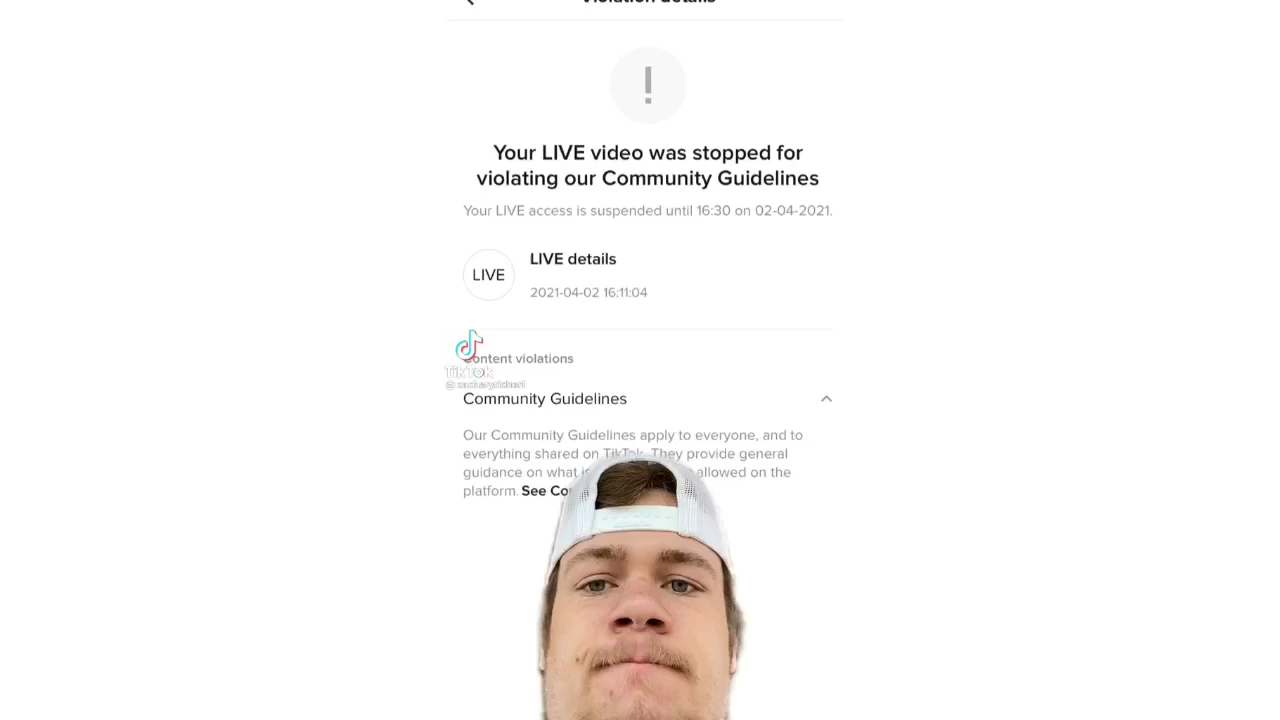 Violation details
Your LIVE video was stopped for
violating our Community Guidelines
Your LIVE access is suspended until 16:30 on 02-04-2021.
LIVE
LIVE details
2021-04-02 16:11:04
Content violations
TikTok
Community Guidelines
Our Community Guidelines apply to everyone, and to
everything shared on TikTok. They provide general
guidance on what allowed on the
platform. See